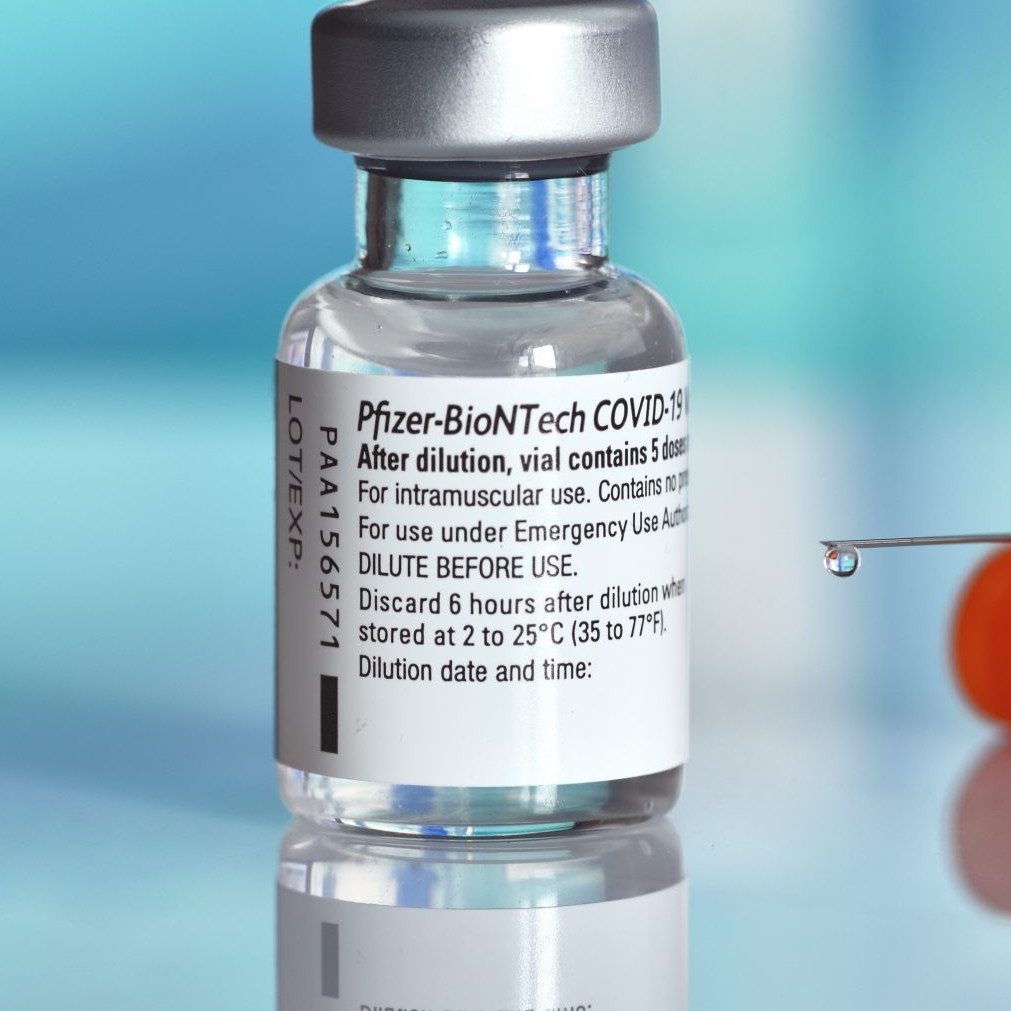 Pfizer-BioNTech COVID-19
After dilution, vial contains 5 doses
For intramuscular use. Contains no
For use under Emergency Use
DILUTE BEFORE USE.
Discard 6 hours after dilution when
stored at 2 to 25°C (35 to 77°F).
Dilution date and time:
PAA156571
LOT/EXP: